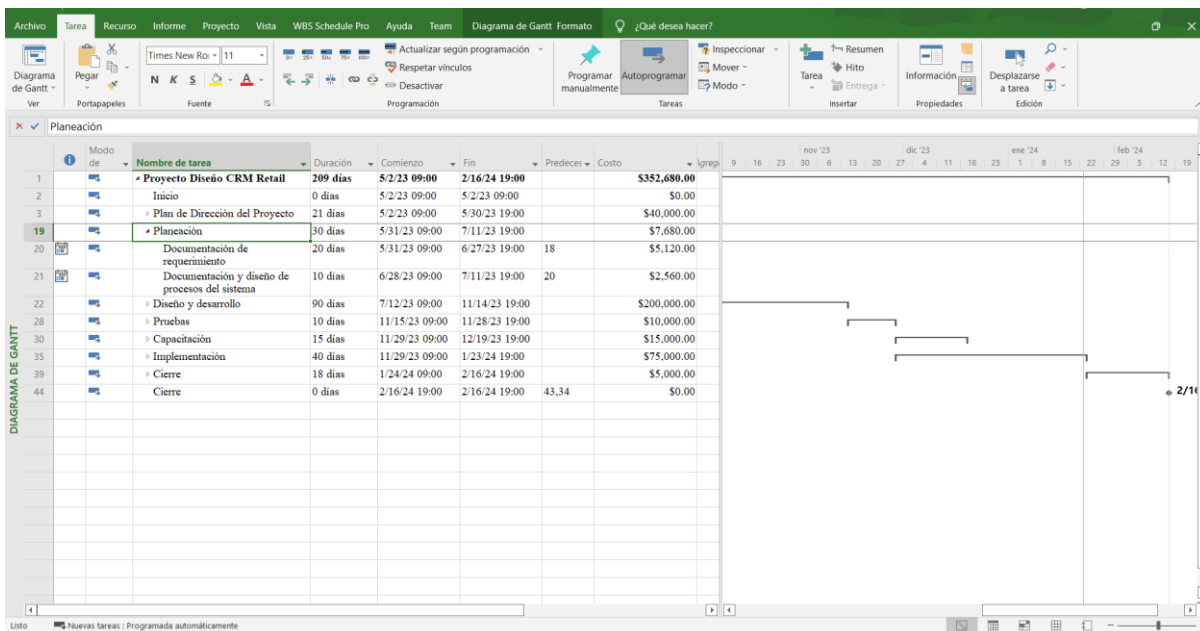 Archivo Tarea Recurso Informe Proyecto Vista WBS Schedule Pro Ayuda Team Diagrama de Gantt Formato ¿Qué desea hacer?
Diagrama de Gantt
Ver
Pegar
Portapapeles
Times New Ro 11
N K S A
Fuente
0% 25% 50% 75% 100%
Actualizar según programación
Respetar vínculos
Desactivar
Programación
Programar manualmente
Autoprogramar
Inspeccionar
Mover
Modo
Tareas
Tarea
Resumen
Hito
Entrega
Insertar
Información
Propiedades
Desplazarse a tarea
Edición
Planeación
Modo de Nombre de tarea Duración Comienzo Fin Predeces Costo
nov '23 dic '23 ene '24 feb '24
9 16 23 30 6 13 20 27 4 11 18 25 1 8 15 22 29 5 12 19
1 Proyecto Diseño CRM Retail 209 días 5/2/23 09:00 2/16/24 19:00 $352,680.00
2 Inicio 0 días 5/2/23 09:00 5/2/23 09:00 $0.00
3 Plan de Dirección del Proyecto 21 días 5/2/23 09:00 5/30/23 19:00 $40,000.00
19 Planeación 30 días 5/31/23 09:00 7/11/23 19:00 $7,680.00
20 Documentación de requerimiento 20 días 5/31/23 09:00 6/27/23 19:00 18 $5,120.00
21 Documentación y diseño de procesos del sistema 10 días 6/28/23 09:00 7/11/23 19:00 20 $2,560.00
22 Diseño y desarrollo 90 días 7/12/23 09:00 11/14/23 19:00 $200,000.00
28 Pruebas 10 días 11/15/23 09:00 11/28/23 19:00 $10,000.00
30 Capacitación 15 días 11/29/23 09:00 12/19/23 19:00 $15,000.00
35 Implementación 40 días 11/29/23 09:00 1/23/24 19:00 $75,000.00
39 Cierre 18 días 1/24/24 09:00 2/16/24 19:00 $5,000.00
44 Cierre 0 días 2/16/24 19:00 2/16/24 19:00 43,34 $0.00
2/16
DIAGRAMA DE GANTT
Listo Nuevas tareas : Programada automáticamente